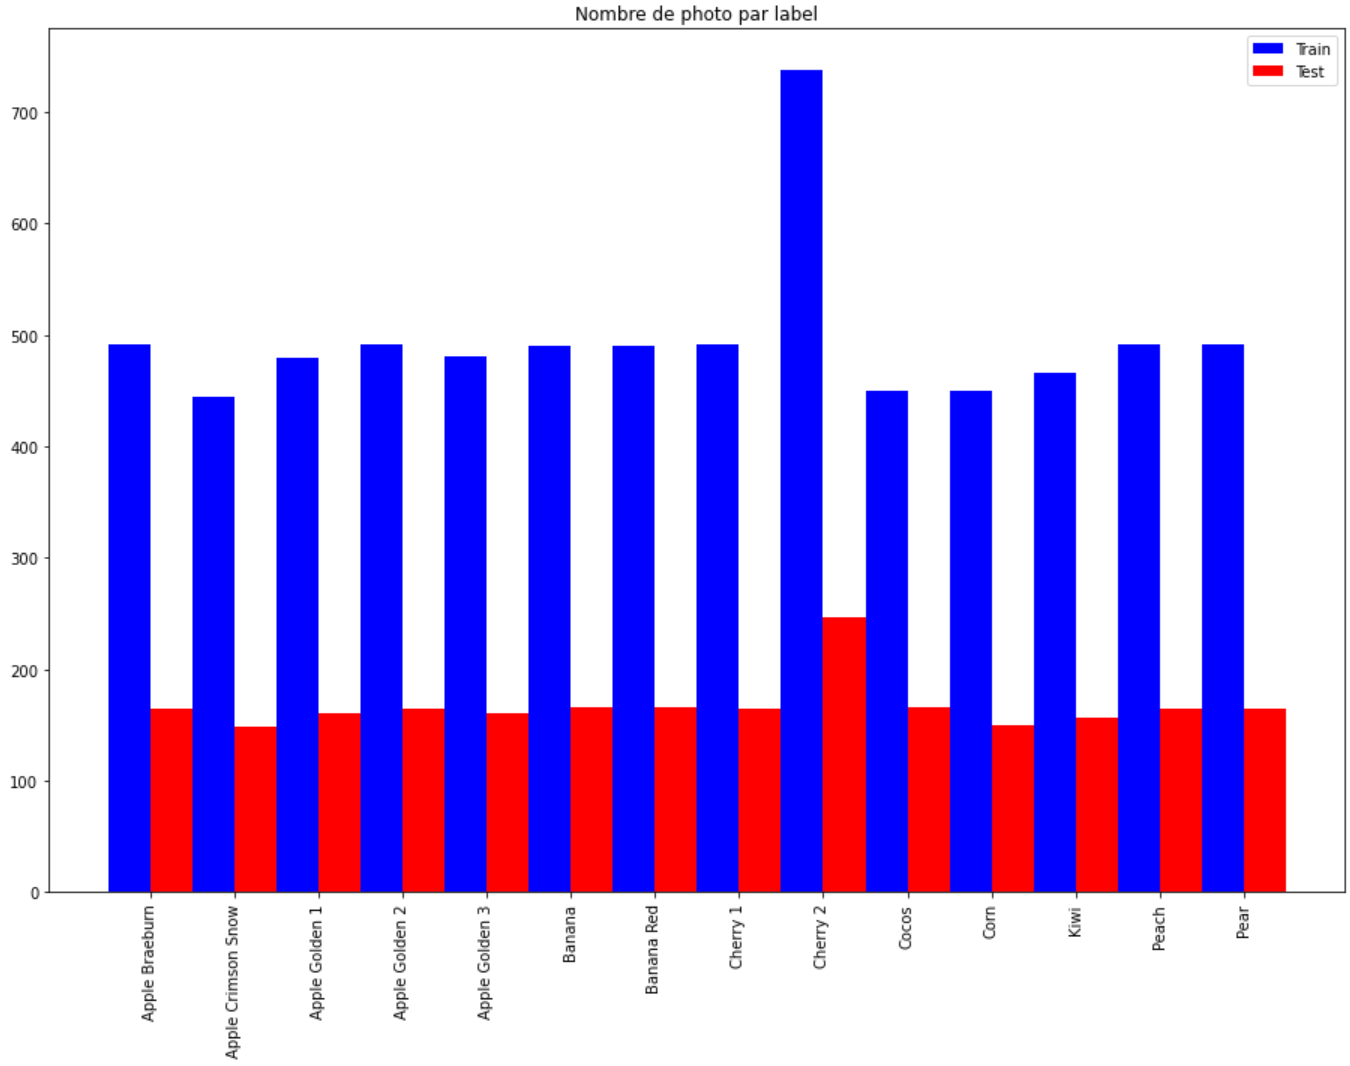 Nombre de photo par label
Train
Test
700
600
500
400
300
200
100
0
Apple Braeburn
Apple Crimson Snow
Apple Golden 1
Apple Golden 2
Apple Golden 3
Banana
Banana Red
Cherry 1
Cherry 2
Cocos
Corn
Kiwi
Peach
Pear